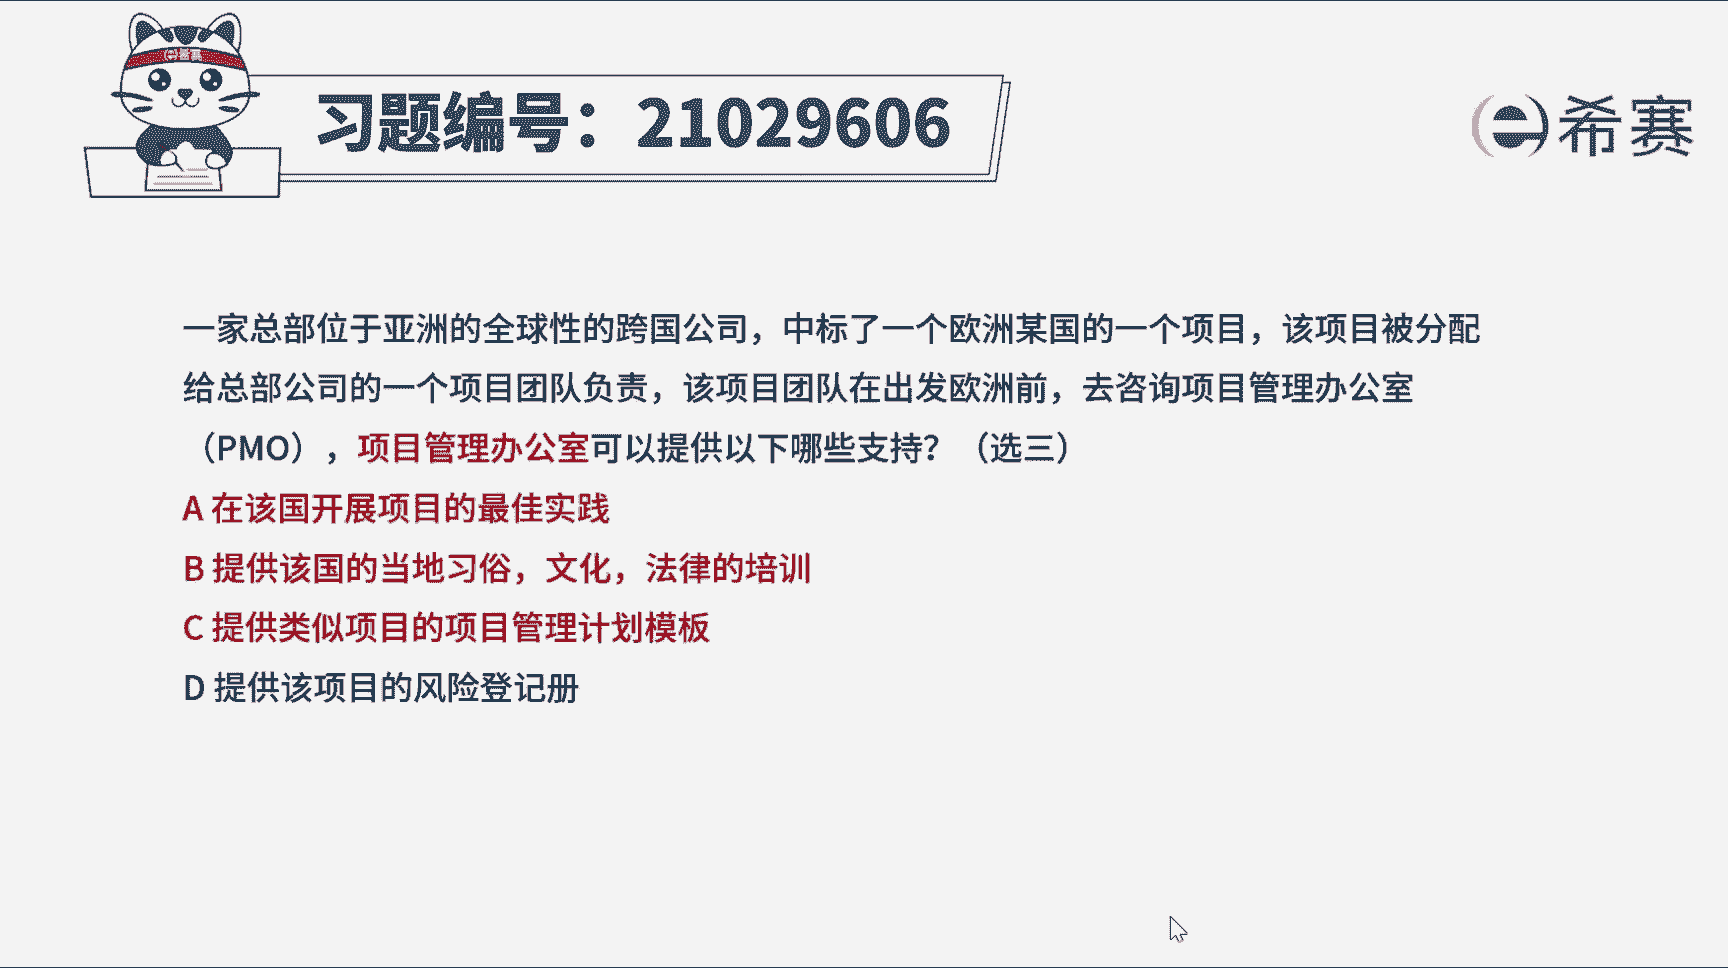 习题编号：21029606
希赛
一家总部位于亚洲的全球性的跨国公司，中标了一个欧洲某国的一个项目，该项目被分配
给总部公司的一个项目团队负责，该项目团队在出发欧洲前，去咨询项目管理办公室
（PMO），项目管理办公室可以提供以下哪些支持？（选三）
A 在该国开展项目的最佳实践
B 提供该国的当地习俗，文化，法律的培训
C 提供类似项目的项目管理计划模板
D 提供该项目的风险登记册